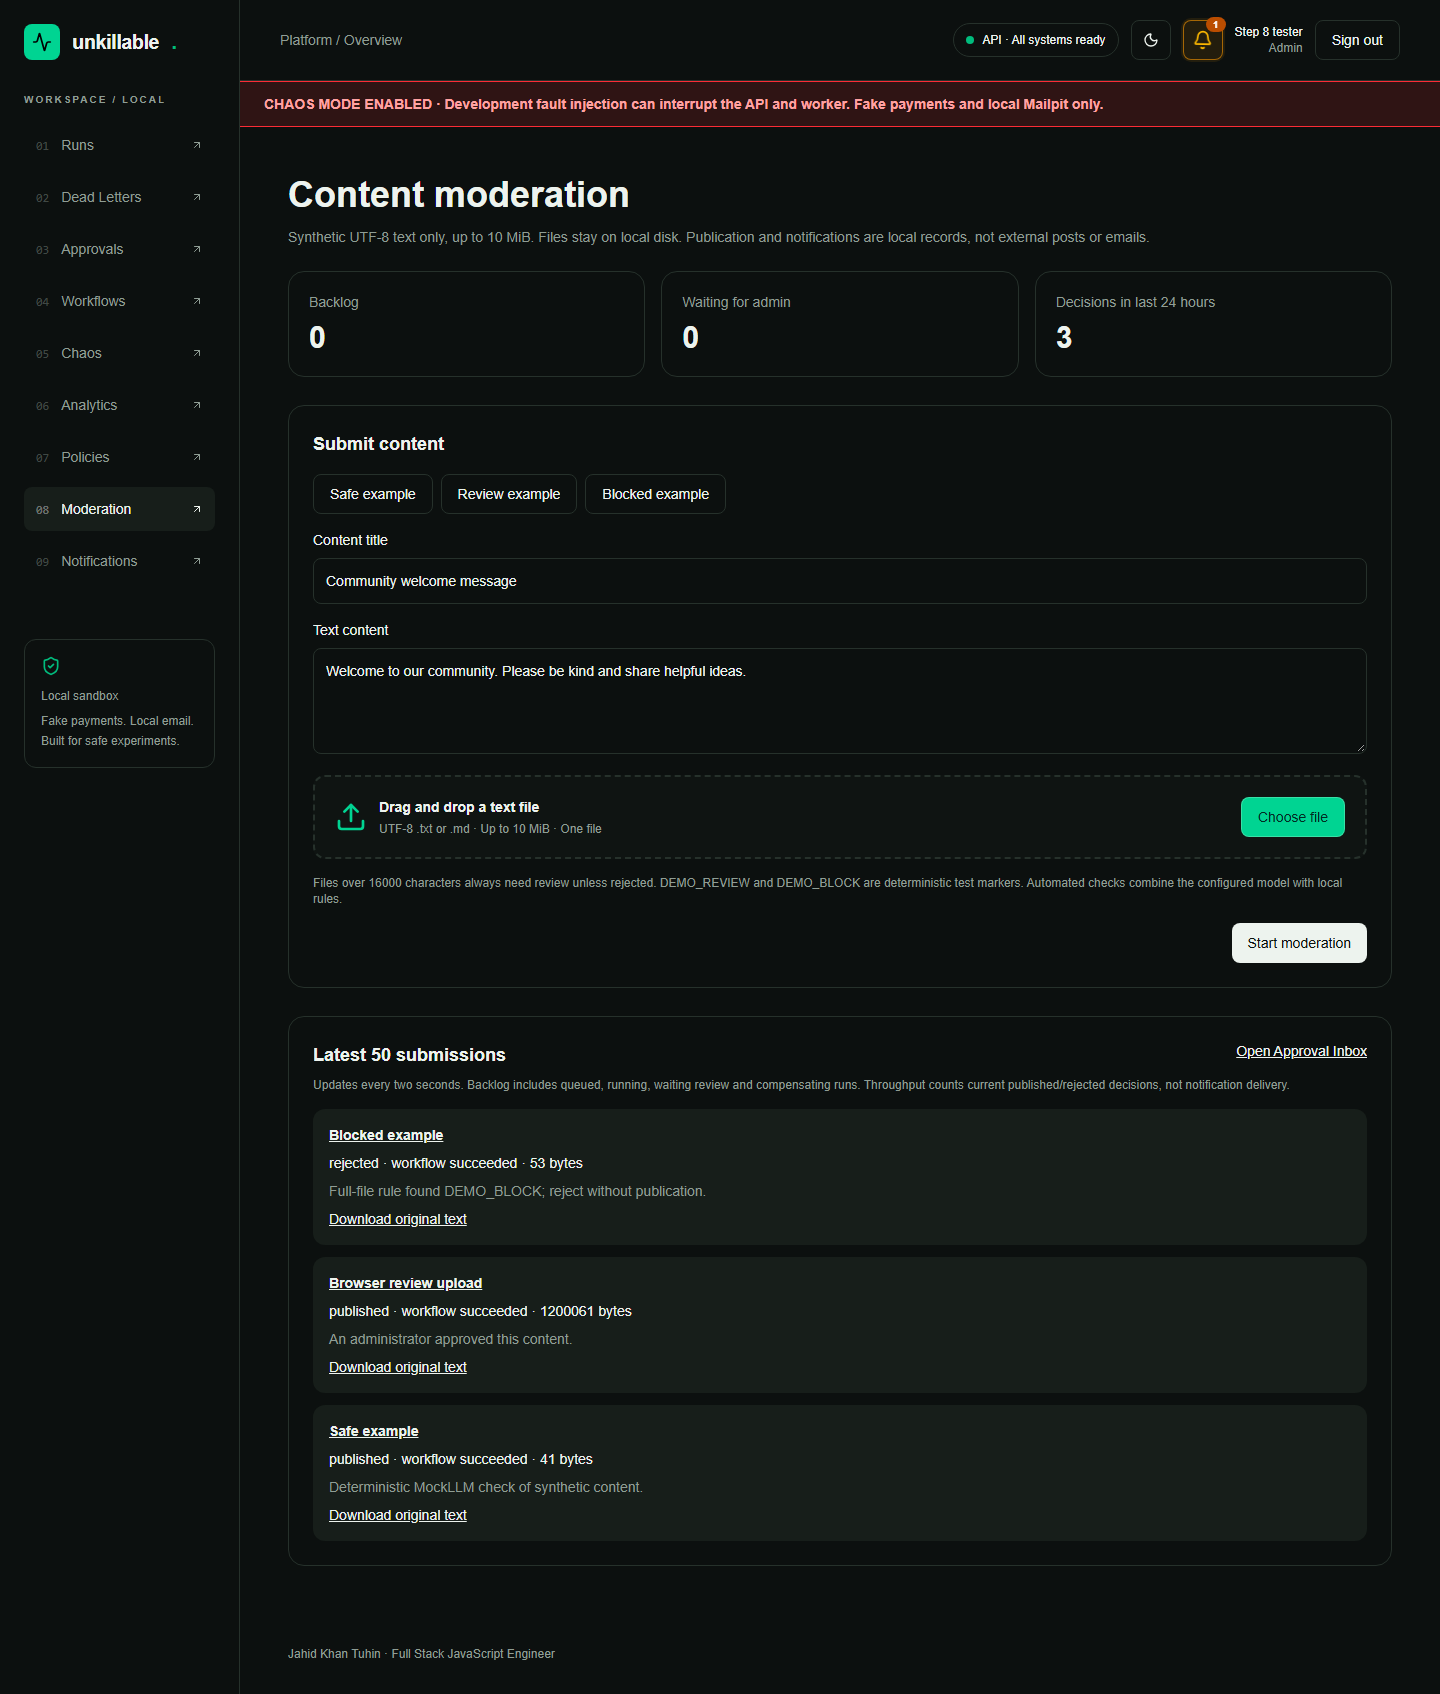 unkillable .
WORKSPACE / LOCAL
01 Runs
02 Dead Letters
03 Approvals
04 Workflows
05 Chaos
06 Analytics
07 Policies
08 Moderation
09 Notifications
Local sandbox
Fake payments. Local email.
Built for safe experiments.
Platform / Overview
API · All systems ready
1
Step 8 tester
Admin
Sign out
CHAOS MODE ENABLED · Development fault injection can interrupt the API and worker. Fake payments and local Mailpit only.
Content moderation
Synthetic UTF-8 text only, up to 10 MiB. Files stay on local disk. Publication and notifications are local records, not external posts or emails.
Backlog
0
Waiting for admin
0
Decisions in last 24 hours
3
Submit content
Safe example
Review example
Blocked example
Content title
Community welcome message
Text content
Welcome to our community. Please be kind and share helpful ideas.
Drag and drop a text file
UTF-8 .txt or .md · Up to 10 MiB · One file
Choose file
Files over 16000 characters always need review unless rejected. DEMO_REVIEW and DEMO_BLOCK are deterministic test markers. Automated checks combine the configured model with local
rules.
Start moderation
Latest 50 submissions
Open Approval Inbox
Updates every two seconds. Backlog includes queued, running, waiting review and compensating runs. Throughput counts current published/rejected decisions, not notification delivery.
Blocked example
rejected · workflow succeeded · 53 bytes
Full-file rule found DEMO_BLOCK; reject without publication.
Download original text
Browser review upload
published · workflow succeeded · 1200061 bytes
An administrator approved this content.
Download original text
Safe example
published · workflow succeeded · 41 bytes
Deterministic MockLLM check of synthetic content.
Download original text
Jahid Khan Tuhin · Full Stack JavaScript Engineer